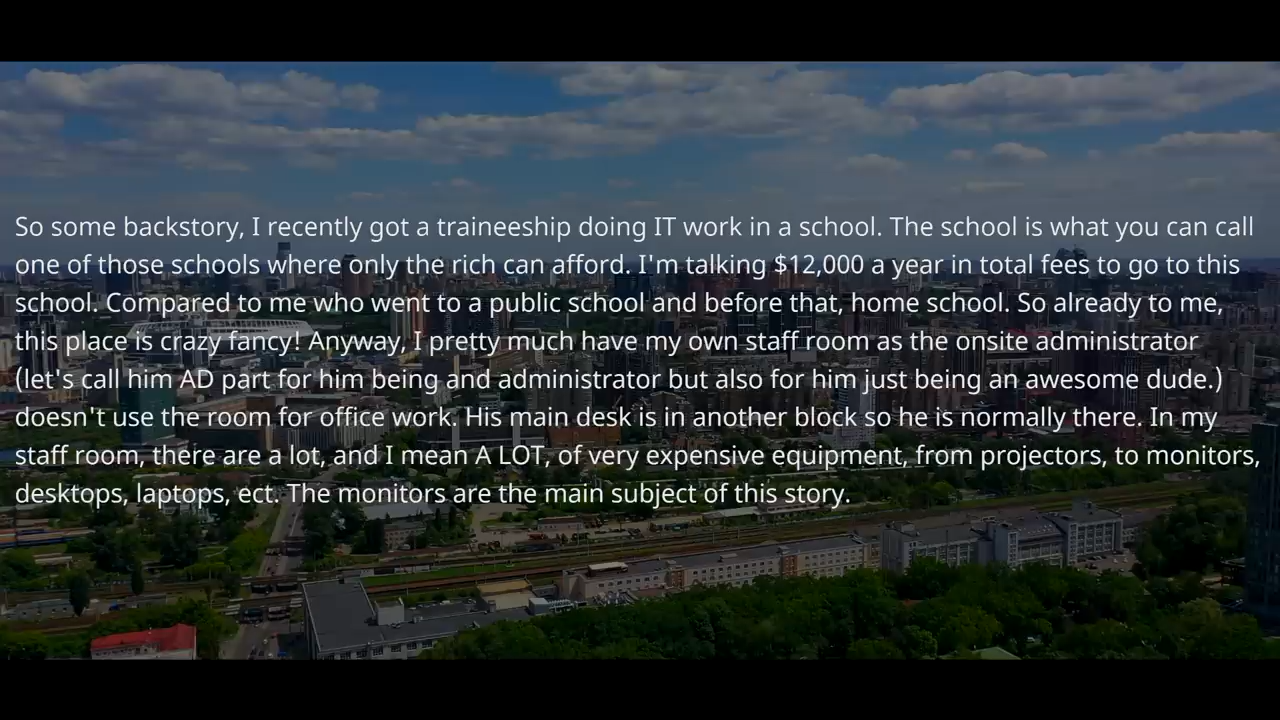 So some backstory, I recently got a traineeship doing IT work in a school. The school is what you can call
one of those schools where only the rich can afford. I'm talking $12,000 a year in total fees to go to this
school. Compared to me who went to a public school and before that, home school. So already to me,
this place is crazy fancy! Anyway, I pretty much have my own staff room as the onsite administrator
(let's call him AD part for him being and administrator but also for him just being an awesome dude.)
doesn't use the room for office work. His main desk is in another block so he is normally there. In my
staff room, there are a lot, and I mean A LOT, of very expensive equipment, from projectors, to monitors,
desktops, laptops, ect. The monitors are the main subject of this story.